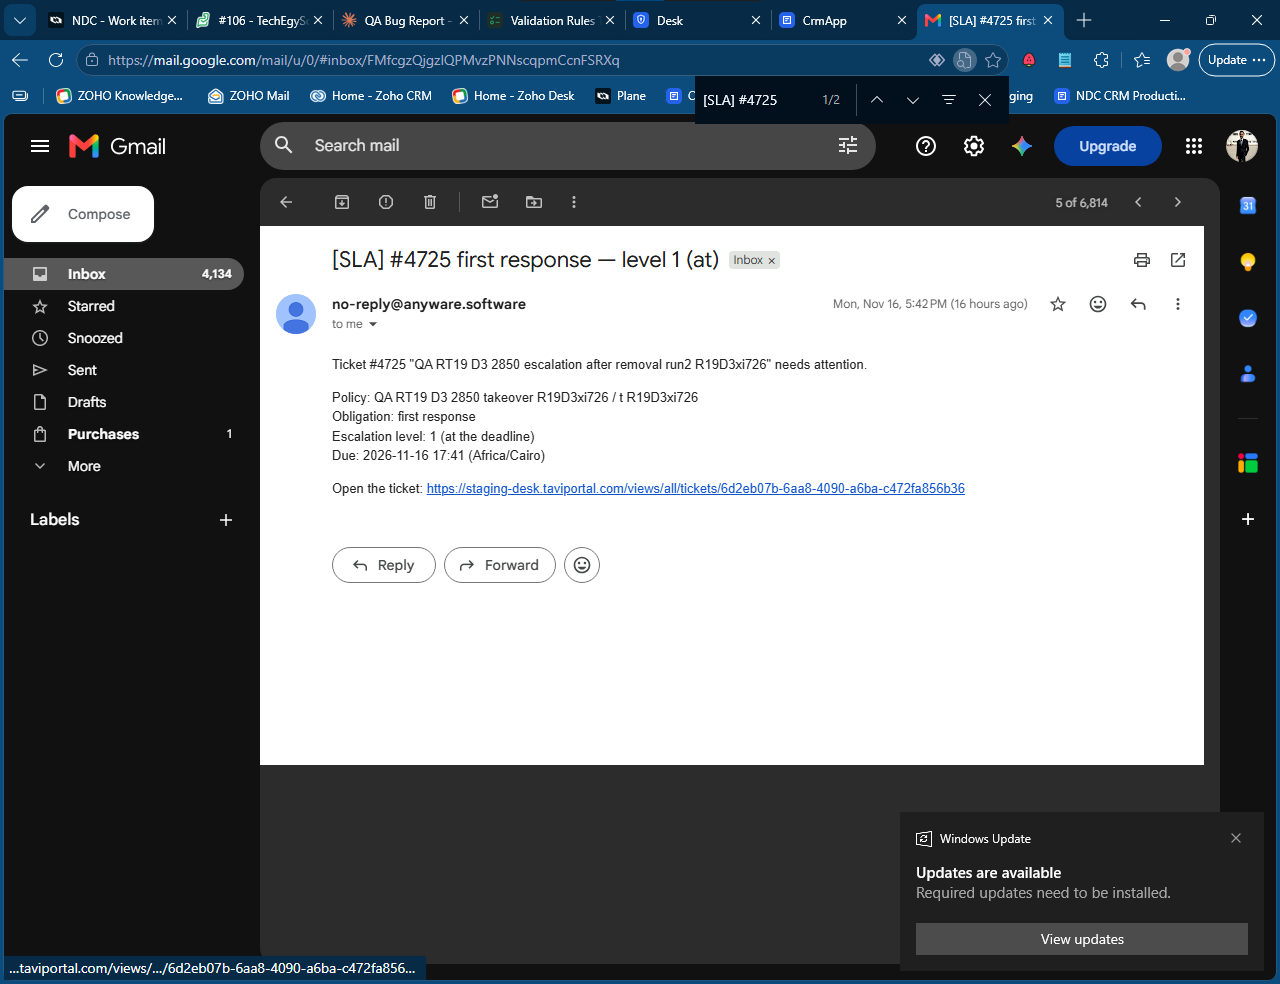 NDC - Work item
#106 - TechEgySo
QA Bug Report -
Validation Rules
Desk
CrmApp
[SLA] #4725 first
https://mail.google.com/mail/u/0/#inbox/FMfcgzQjgzlQPMvzPNNscqpmCcnFSRXq
Update
ZOHO Knowledge...
ZOHO Mail
Home - Zoho CRM
Home - Zoho Desk
Plane
[SLA] #4725
1/2
ging
NDC CRM Producti...
Gmail
Search mail
Upgrade
Compose
5 of 6,814
31
Inbox 4,134
Starred
Snoozed
Sent
Drafts
Purchases 1
More
Labels
[SLA] #4725 first response — level 1 (at)
Inbox ×
no-reply@anyware.software
Mon, Nov 16, 5:42 PM (16 hours ago)
to me
Ticket #4725 "QA RT19 D3 2850 escalation after removal run2 R19D3xi726" needs attention.
Policy: QA RT19 D3 2850 takeover R19D3xi726 / t R19D3xi726
Obligation: first response
Escalation level: 1 (at the deadline)
Due: 2026-11-16 17:41 (Africa/Cairo)
Open the ticket: https://staging-desk.taviportal.com/views/all/tickets/6d2eb07b-6aa8-4090-a6ba-c472fa856b36
Reply
Forward
Windows Update
Updates are available
Required updates need to be installed.
View updates
...taviportal.com/views/.../6d2eb07b-6aa8-4090-a6ba-c472fa856...